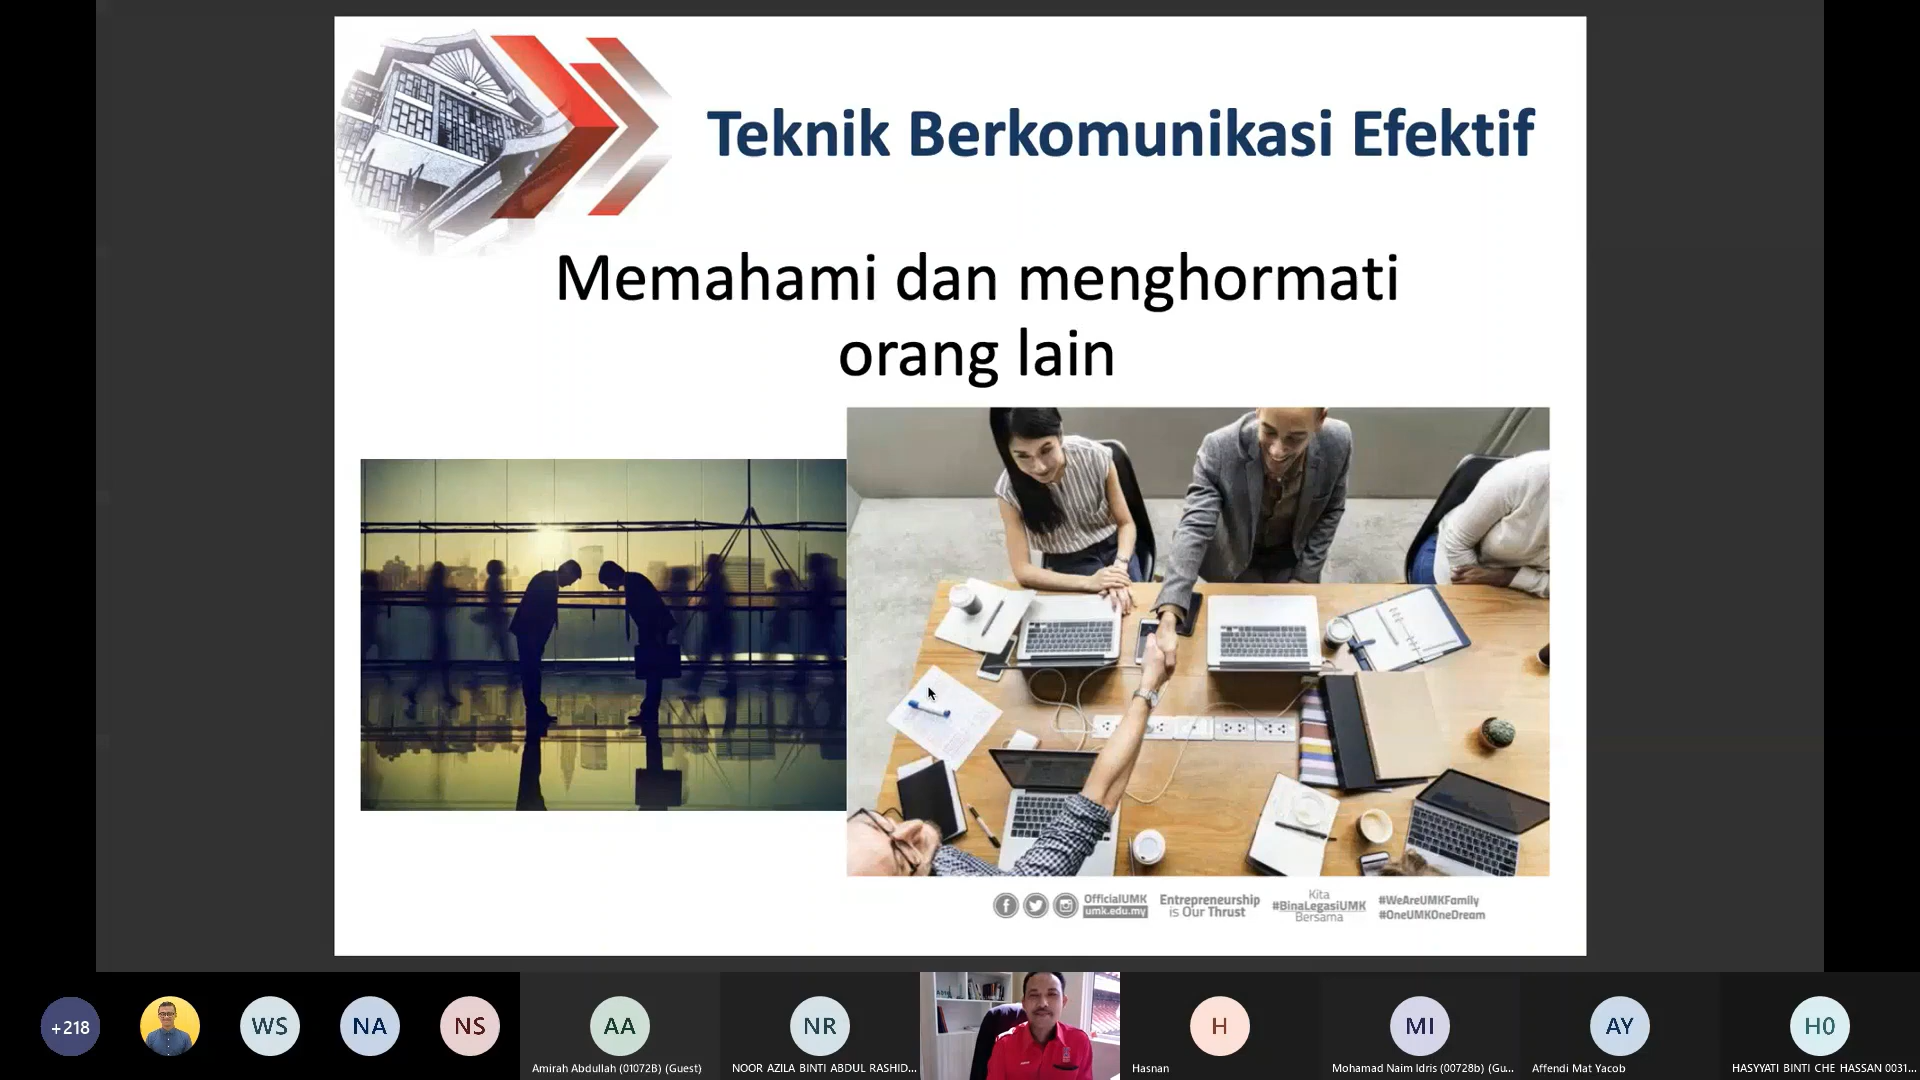 Teknik Berkomunikasi Efektif
Memahami dan menghormati
orang lain
OfficialUMK
umk.edu.my
Entrepreneurship
is Our Thrust
Kita
#BinaLegasiUMK
Bersama
#WeAreUMKFamily
#OneUMKOneDream
+218
WS
NA
NS
AA
Amirah Abdullah (01072B) (Guest)
NR
NOOR AZILA BINTI ABDUL RASHID...
H
Hasnan
MI
Mohamad Naim Idris (00728b) (Gu...
AY
Affendi Mat Yacob
H0
HASYYATI BINTI CHE HASSAN 0031...